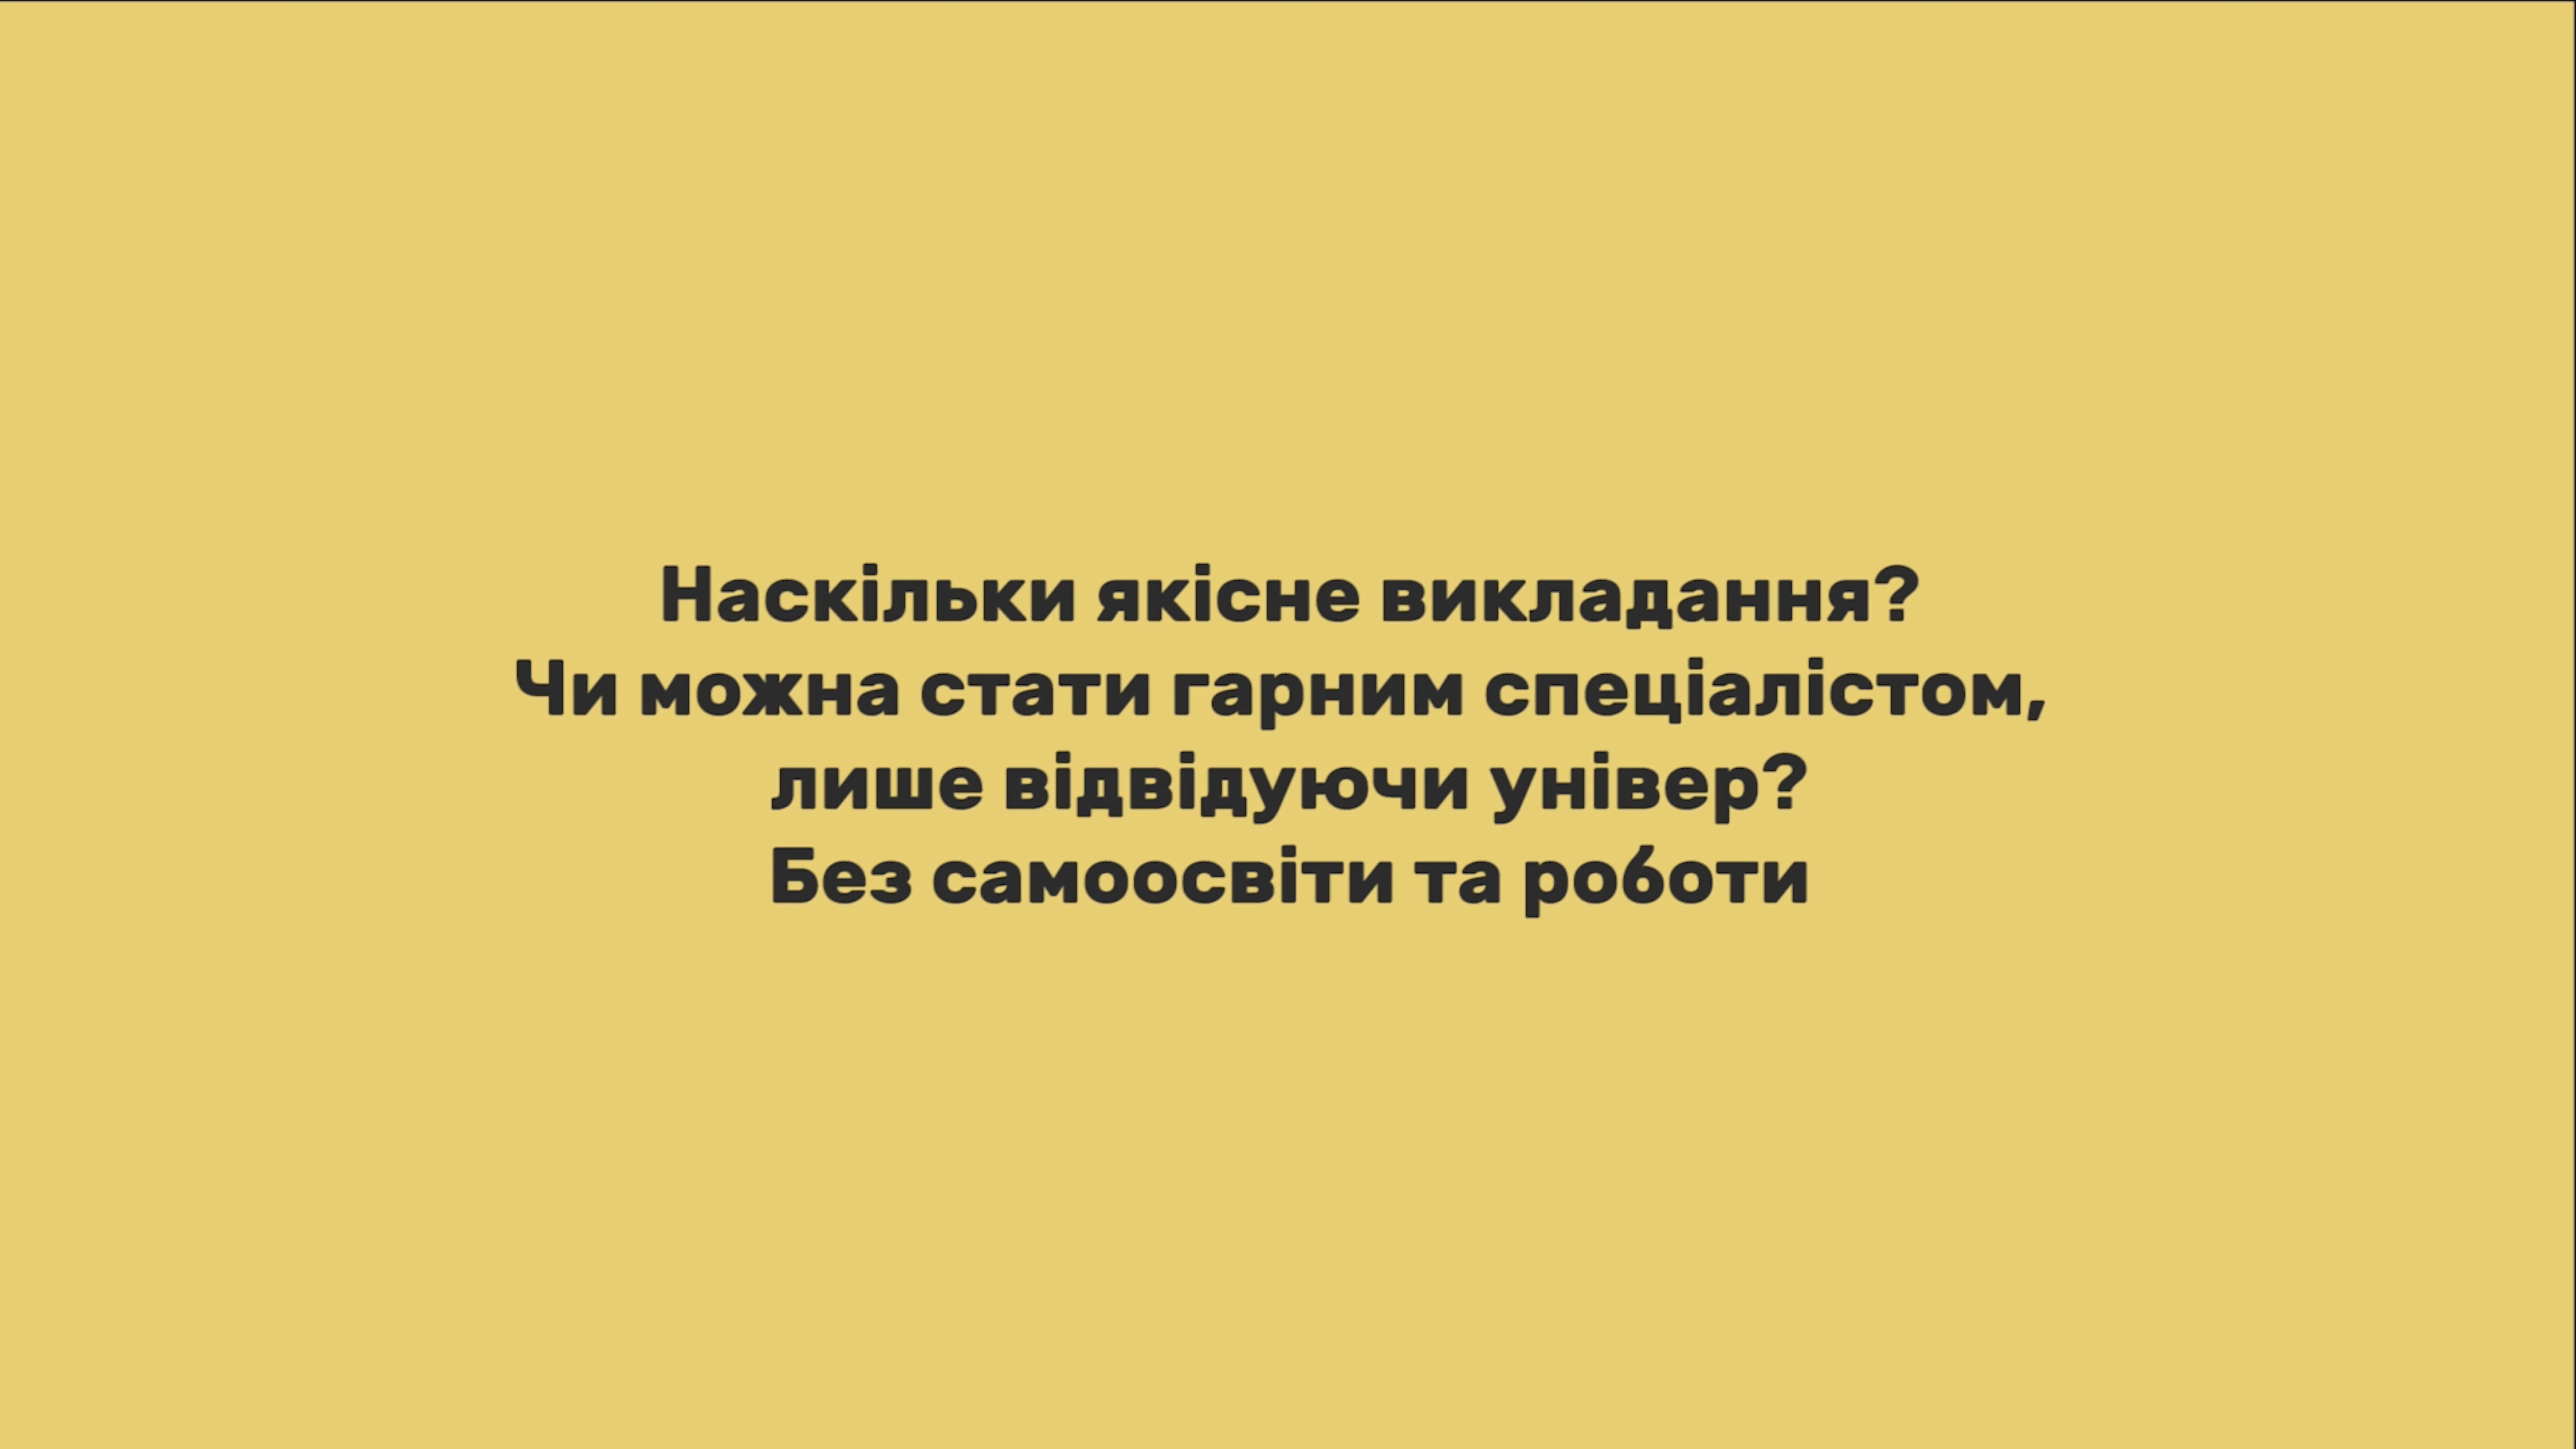 Наскільки якісне викладання?
Чи можна стати гарним спеціалістом,
лише відвідуючи універ?
Без самоосвіти та роботи